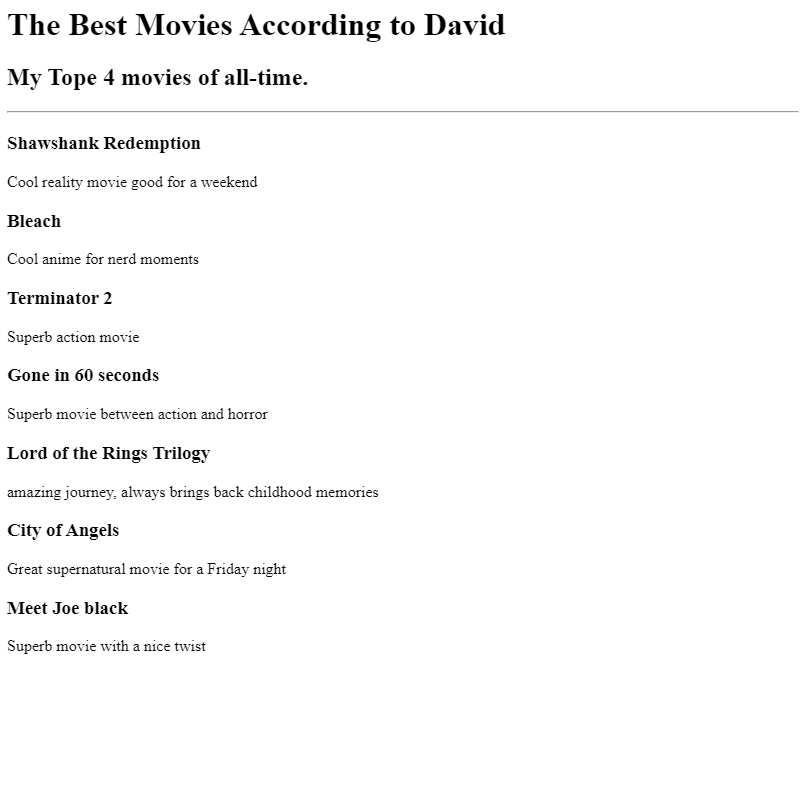 The Best Movies According to David
My Tope 4 movies of all-time.
Shawshank Redemption
Cool reality movie good for a weekend
Bleach
Cool anime for nerd moments
Terminator 2
Superb action movie
Gone in 60 seconds
Superb movie between action and horror
Lord of the Rings Trilogy
amazing journey, always brings back childhood memories
City of Angels
Great supernatural movie for a Friday night
Meet Joe black
Superb movie with a nice twist